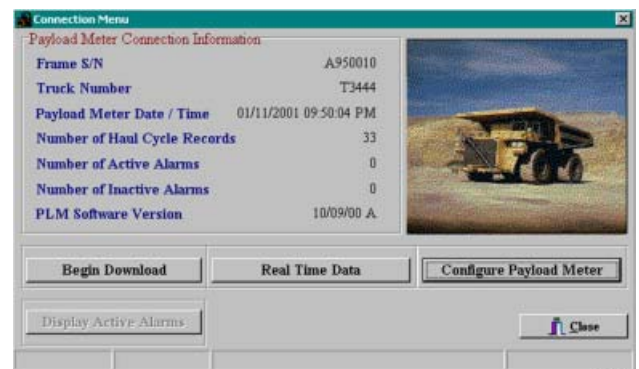 Connection Menu
Payload Meter Connection Information
Frame S/N A950010
Truck Number T3444
Payload Meter Date / Time 01/11/2001 09:50:04 PM
Number of Haul Cycle Records 33
Number of Active Alarms 0
Number of Inactive Alarms 0
PLM Software Version 10/09/00 A
Begin Download Real Time Data Configure Payload Meter
Display Active Alarms Close